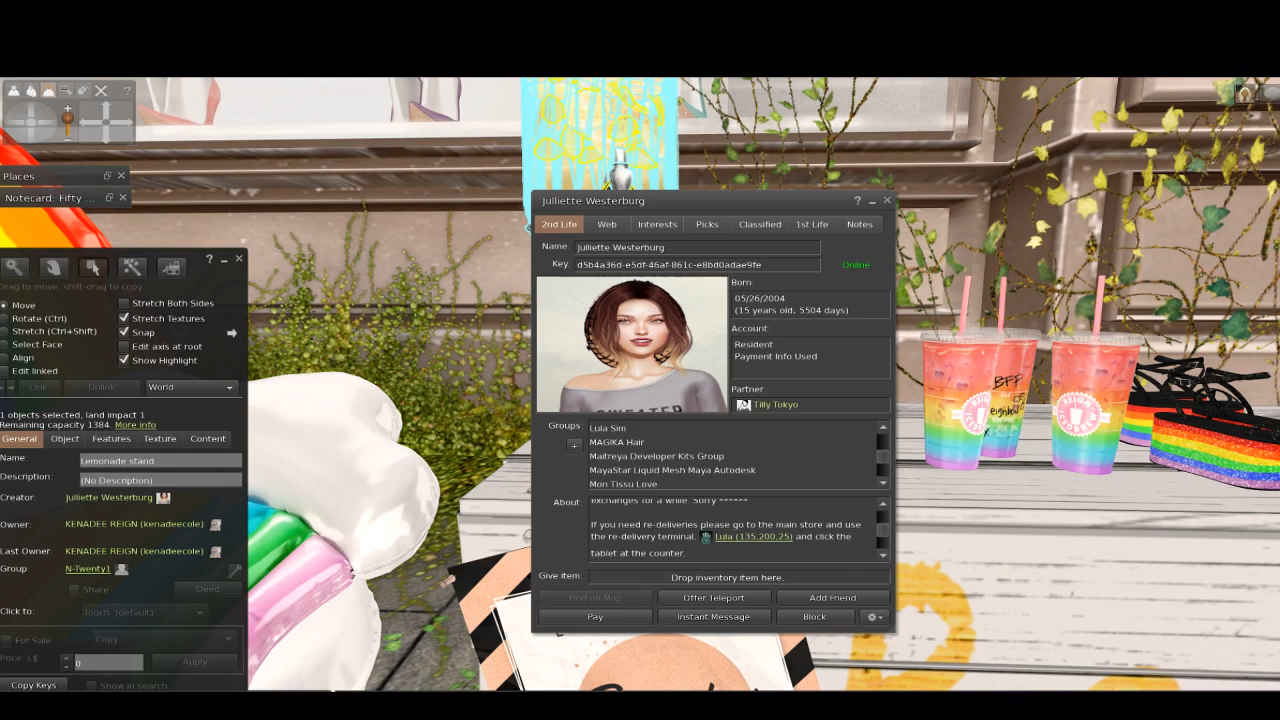 ?
Places
Notecard: Fifty ...
?
Drag to move, shift-drag to copy
Move
Rotate (Ctrl)
Stretch (Ctrl+Shift)
Select Face
Align
Edit linked
Stretch Both Sides
Stretch Textures
Snap
Edit axis at root
Show Highlight
Link
Unlink
World
1 objects selected, land impact 1
Remaining capacity 1384. More info
General Object Features Texture Content
Name: Lemonade stand
Description: (No Description)
Creator: Julliette Westerburg
Owner: KENADEE REIGN (kenadeecole)
Last Owner: KENADEE REIGN (kenadeecole)
Group: N-Twenty1
Share Deed
Click to: Touch (default)
For Sale Copy
Price: L$ 0 Apply
Copy Keys Show in search
Julliette Westerburg ?
2nd Life Web Interests Picks Classified 1st Life Notes
Name: Julliette Westerburg
Key: d5b4a36d-e5df-46af-861c-e8bd0adae9fe Online
SWEATER
Born:
05/26/2004
(15 years old, 5504 days)
Account:
Resident
Payment Info Used
Partner:
Tilly Tokyo
Groups: Lula Sim
+ MAGIKA Hair
Maitreya Developer Kits Group
MayaStar Liquid Mesh Maya Autodesk
Mon Tissu Love
About: exchanges for a while. Sorry ******
If you need re-deliveries please go to the main store and use
the re-delivery terminal. Lula (135,200,25) and click the
tablet at the counter.
Give item: Drop inventory item here.
Find on Map Offer Teleport Add Friend
Pay Instant Message Block
BFF
REIGN